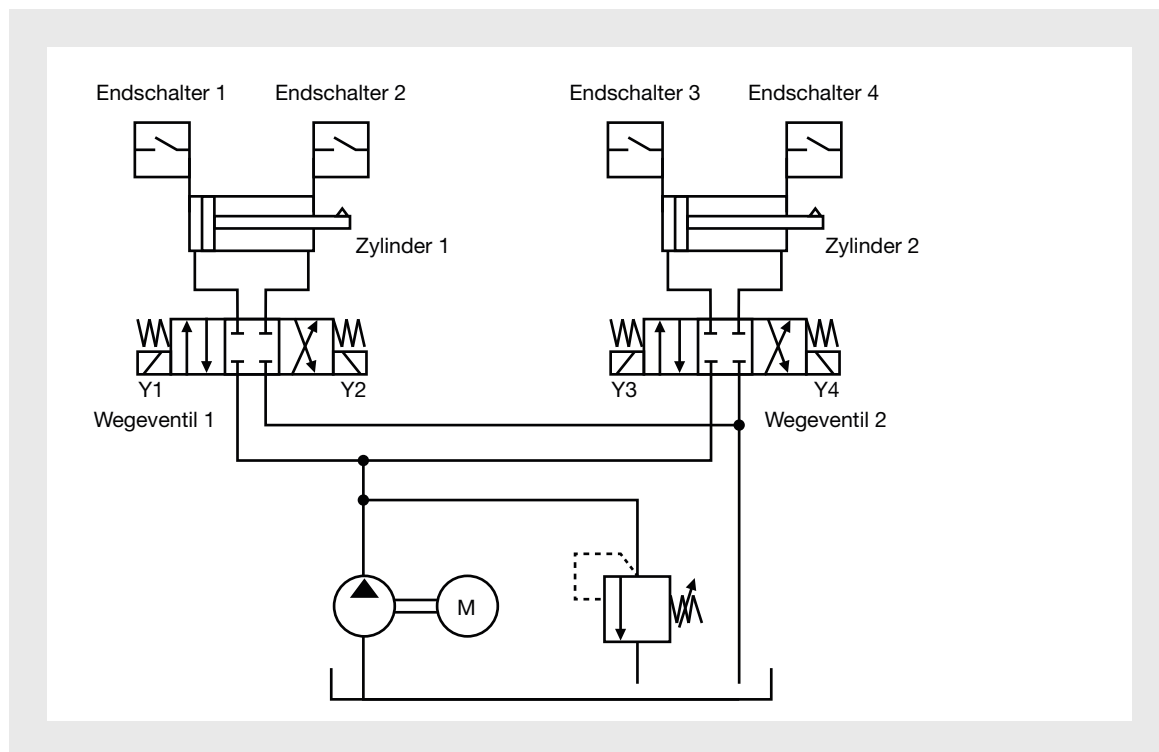 Endschalter 1 Endschalter 2 Endschalter 3 Endschalter 4
Zylinder 1 Zylinder 2
Y1 Y2 Y3 Y4
Wegeventil 1 Wegeventil 2
M